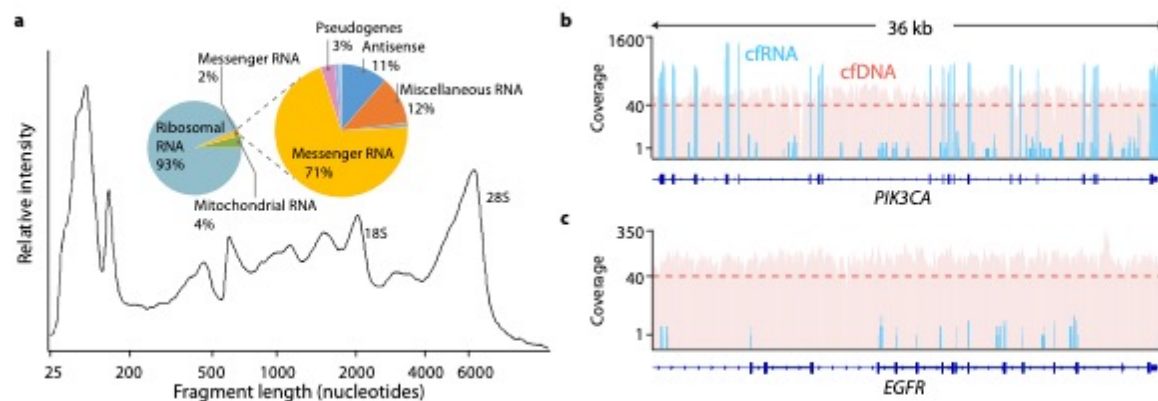 a
Relative intensity
Pseudogenes
3%
Antisense
11%
Messenger RNA
2%
Miscellaneous RNA
12%
Ribosomal
RNA
93%
Messenger RNA
71%
Mitochondrial RNA
4%
18S
28S
25
200
500
1000
2000
4000
6000
Fragment length (nucleotides)
b
36 kb
Coverage
1600
40
1
cfRNA
cfDNA
PIK3CA
c
Coverage
350
40
1
EGFR